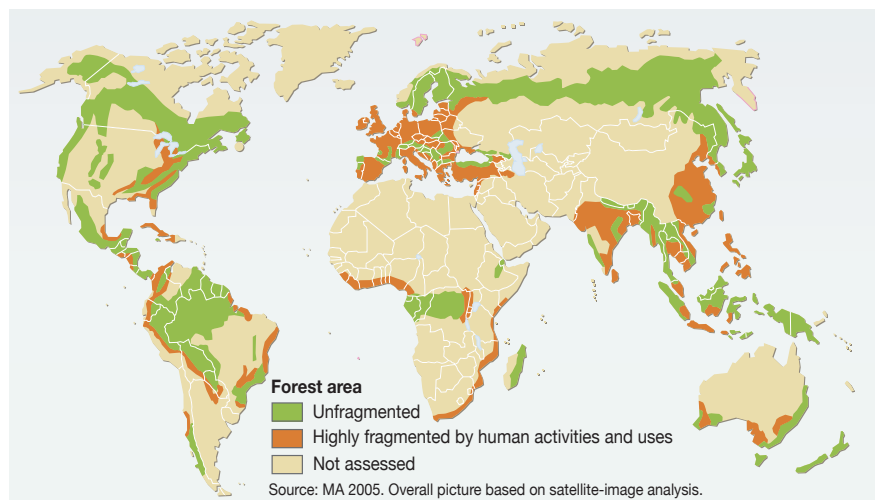 Forest area
Unfragmented
Highly fragmented by human activities and uses
Not assessed
Source: MA 2005. Overall picture based on satellite-image analysis.